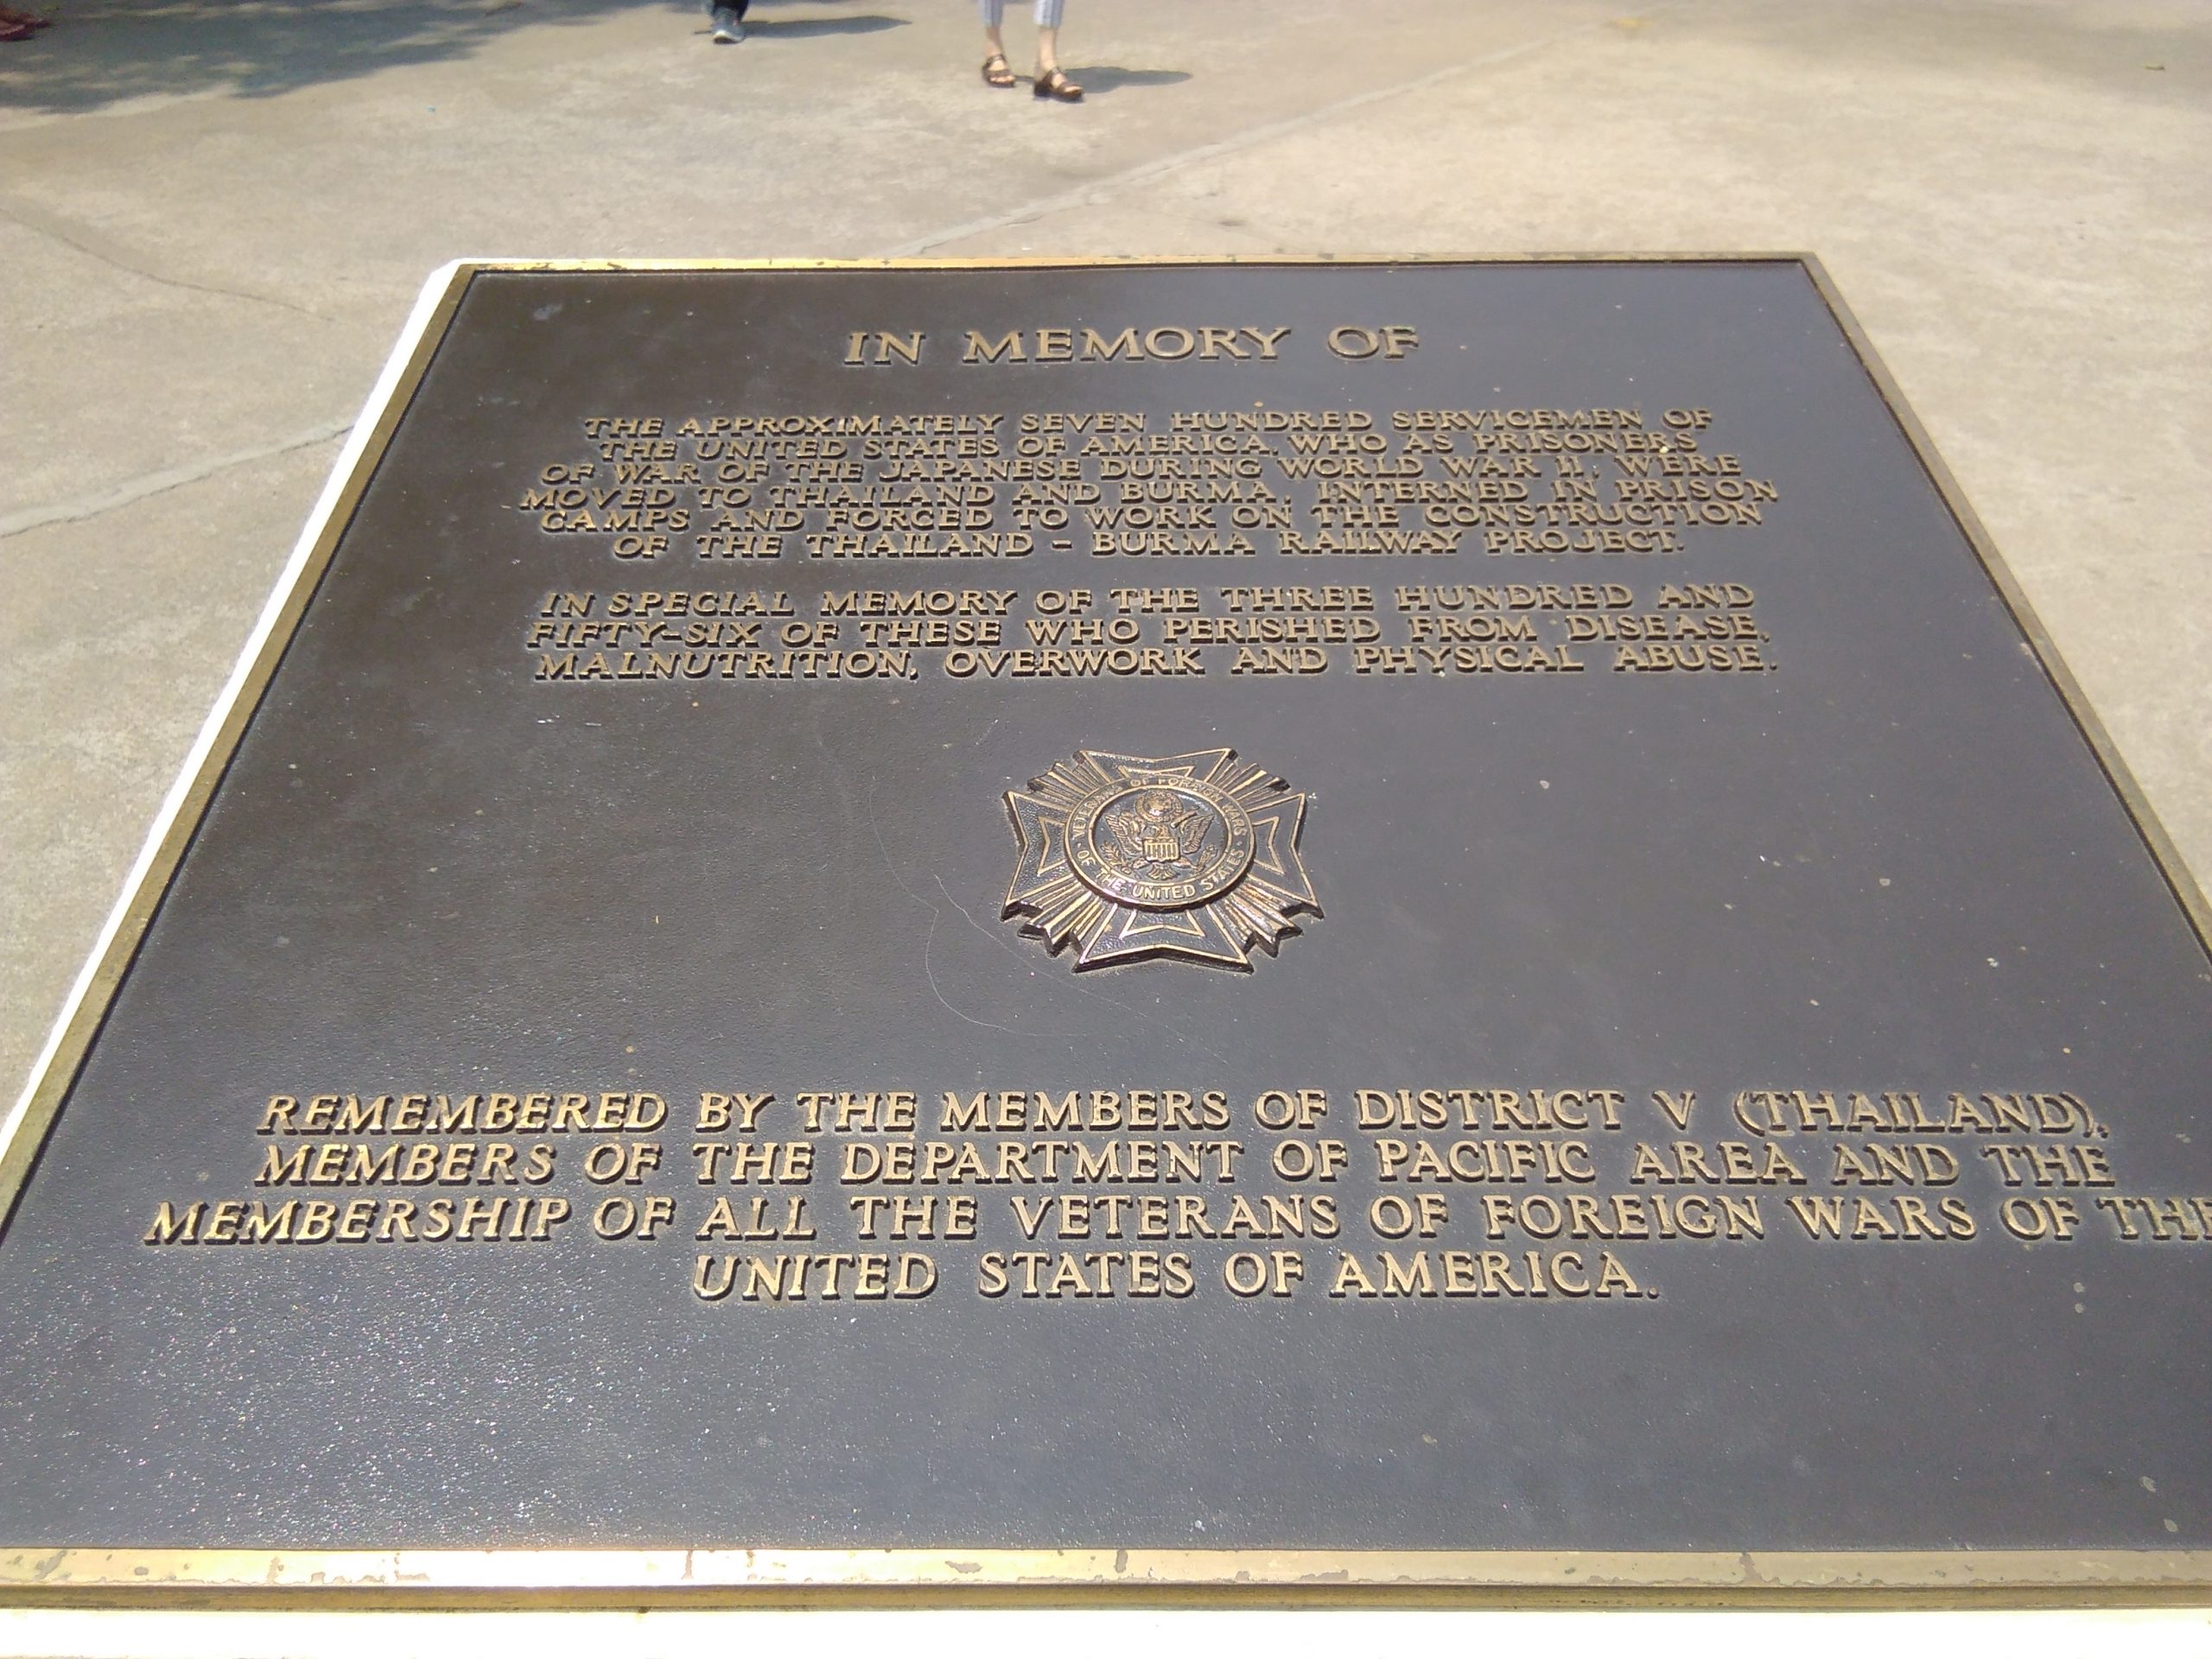 IN MEMORY OF
THE APPROXIMATELY SEVEN HUNDRED SERVICEMEN OF
THE UNITED STATES OF AMERICA, WHO AS PRISONERS
OF WAR OF THE JAPANESE DURING WORLD WAR II, WERE
MOVED TO THAILAND AND BURMA, INTERNED IN PRISON
CAMPS AND FORCED TO WORK ON THE CONSTRUCTION
OF THE THAILAND - BURMA RAILWAY PROJECT.
IN SPECIAL MEMORY OF THE THREE HUNDRED AND
FIFTY-SIX OF THESE WHO PERISHED FROM DISEASE,
MALNUTRITION, OVERWORK AND PHYSICAL ABUSE.
VETERANS OF FOREIGN WARS
· OF THE UNITED STATES ·
REMEMBERED BY THE MEMBERS OF DISTRICT V (THAILAND),
MEMBERS OF THE DEPARTMENT OF PACIFIC AREA AND THE
MEMBERSHIP OF ALL THE VETERANS OF FOREIGN WARS OF THE
UNITED STATES OF AMERICA.